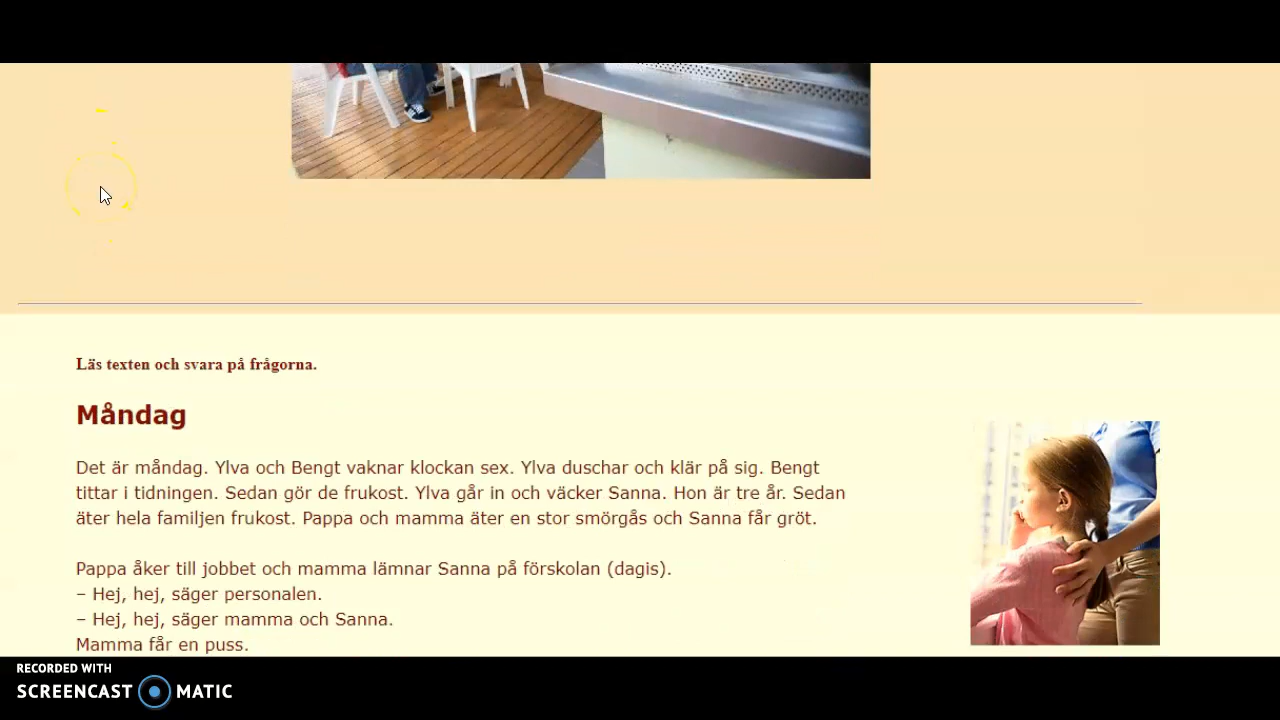 Läs texten och svara på frågorna.
Måndag
Det är måndag. Ylva och Bengt vaknar klockan sex. Ylva duschar och klär på sig. Bengt
tittar i tidningen. Sedan gör de frukost. Ylva går in och väcker Sanna. Hon är tre år. Sedan
äter hela familjen frukost. Pappa och mamma äter en stor smörgås och Sanna får gröt.
Pappa åker till jobbet och mamma lämnar Sanna på förskolan (dagis).
– Hej, hej, säger personalen.
– Hej, hej, säger mamma och Sanna.
Mamma får en puss.
RECORDED WITH
SCREENCAST MATIC